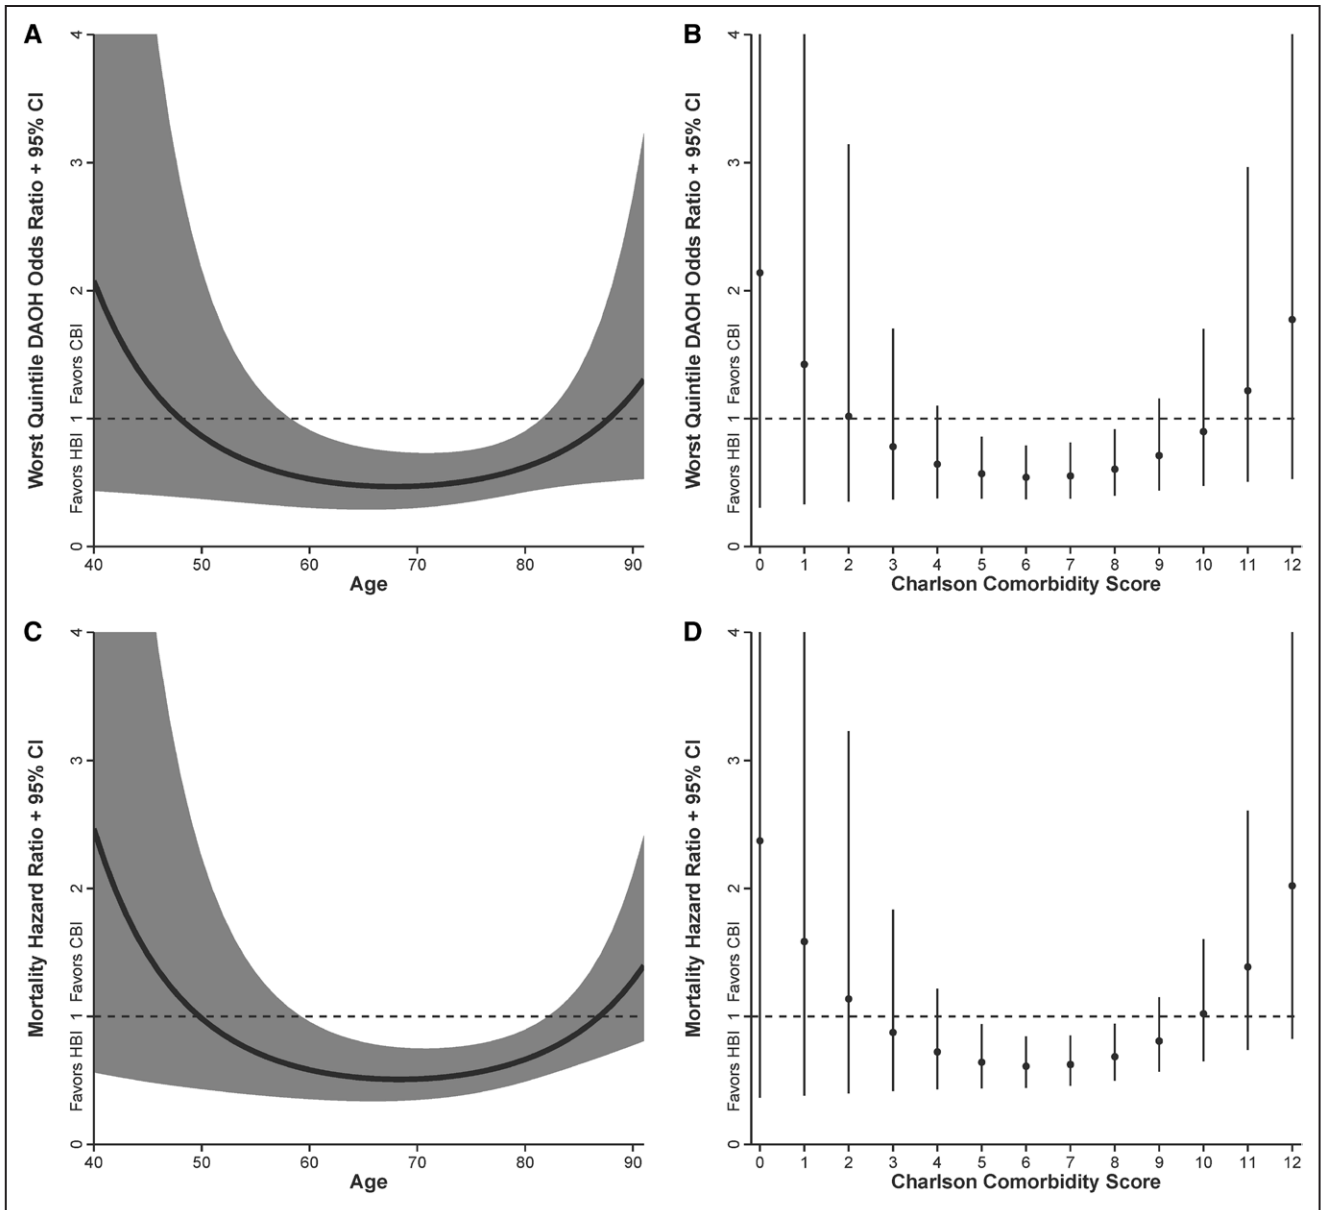 A
Worst Quintile DAOH Odds Ratio + 95% CI
Favors HBI 1 Favors CBI
0 2 3 4
40 50 60 70 80 90
Age
B
Worst Quintile DAOH Odds Ratio + 95% CI
Favors HBI 1 Favors CBI
0 2 3 4
0 1 2 3 4 5 6 7 8 9 10 11 12
Charlson Comorbidity Score
C
Mortality Hazard Ratio + 95% CI
Favors HBI 1 Favors CBI
0 2 3 4
40 50 60 70 80 90
Age
D
Mortality Hazard Ratio + 95% CI
Favors HBI 1 Favors CBI
0 2 3 4
0 1 2 3 4 5 6 7 8 9 10 11 12
Charlson Comorbidity Score